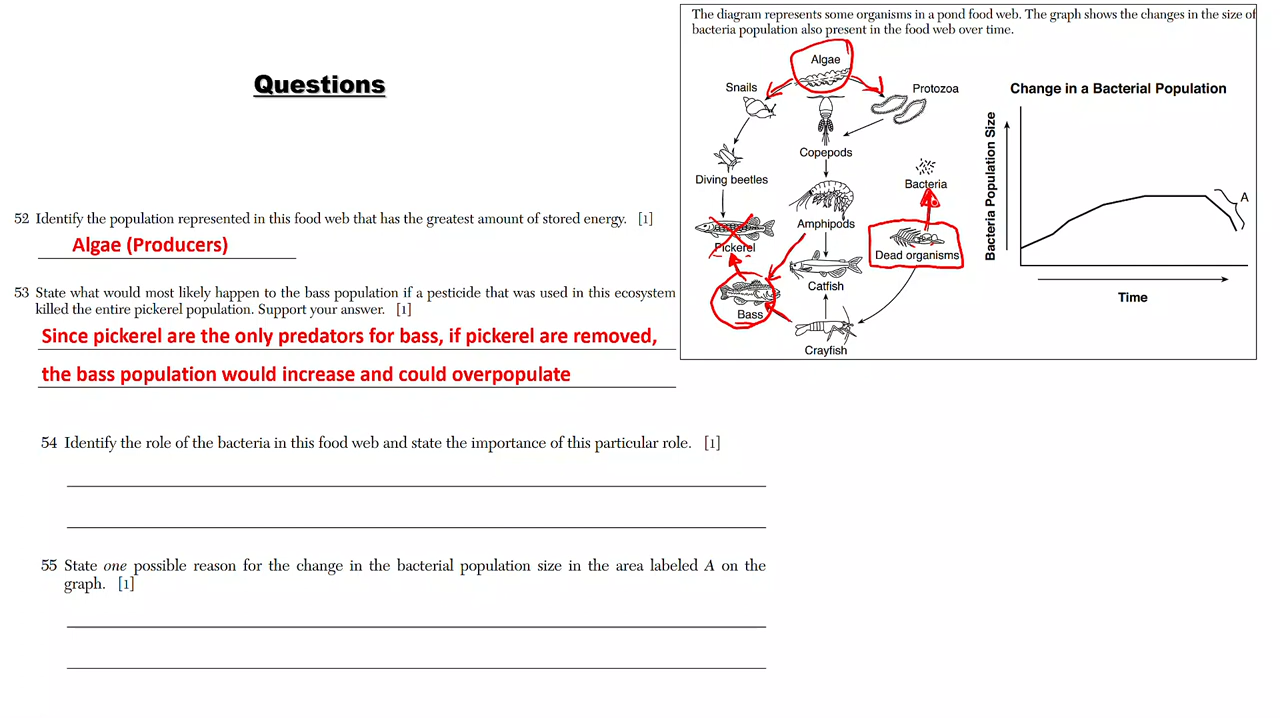 Questions
52 Identify the population represented in this food web that has the greatest amount of stored energy. [1]
Algae (Producers)
53 State what would most likely happen to the bass population if a pesticide that was used in this ecosystem
killed the entire pickerel population. Support your answer. [1]
Since pickerel are the only predators for bass, if pickerel are removed,
the bass population would increase and could overpopulate
54 Identify the role of the bacteria in this food web and state the importance of this particular role. [1]
55 State one possible reason for the change in the bacterial population size in the area labeled A on the
graph. [1]
The diagram represents some organisms in a pond food web. The graph shows the changes in the size of
bacteria population also present in the food web over time.
Algae
Snails
Protozoa
Copepods
Diving beetles
Bacteria
Amphipods
Pickerel
Dead organisms
Catfish
Bass
Crayfish
Change in a Bacterial Population
Bacteria Population Size
A
Time